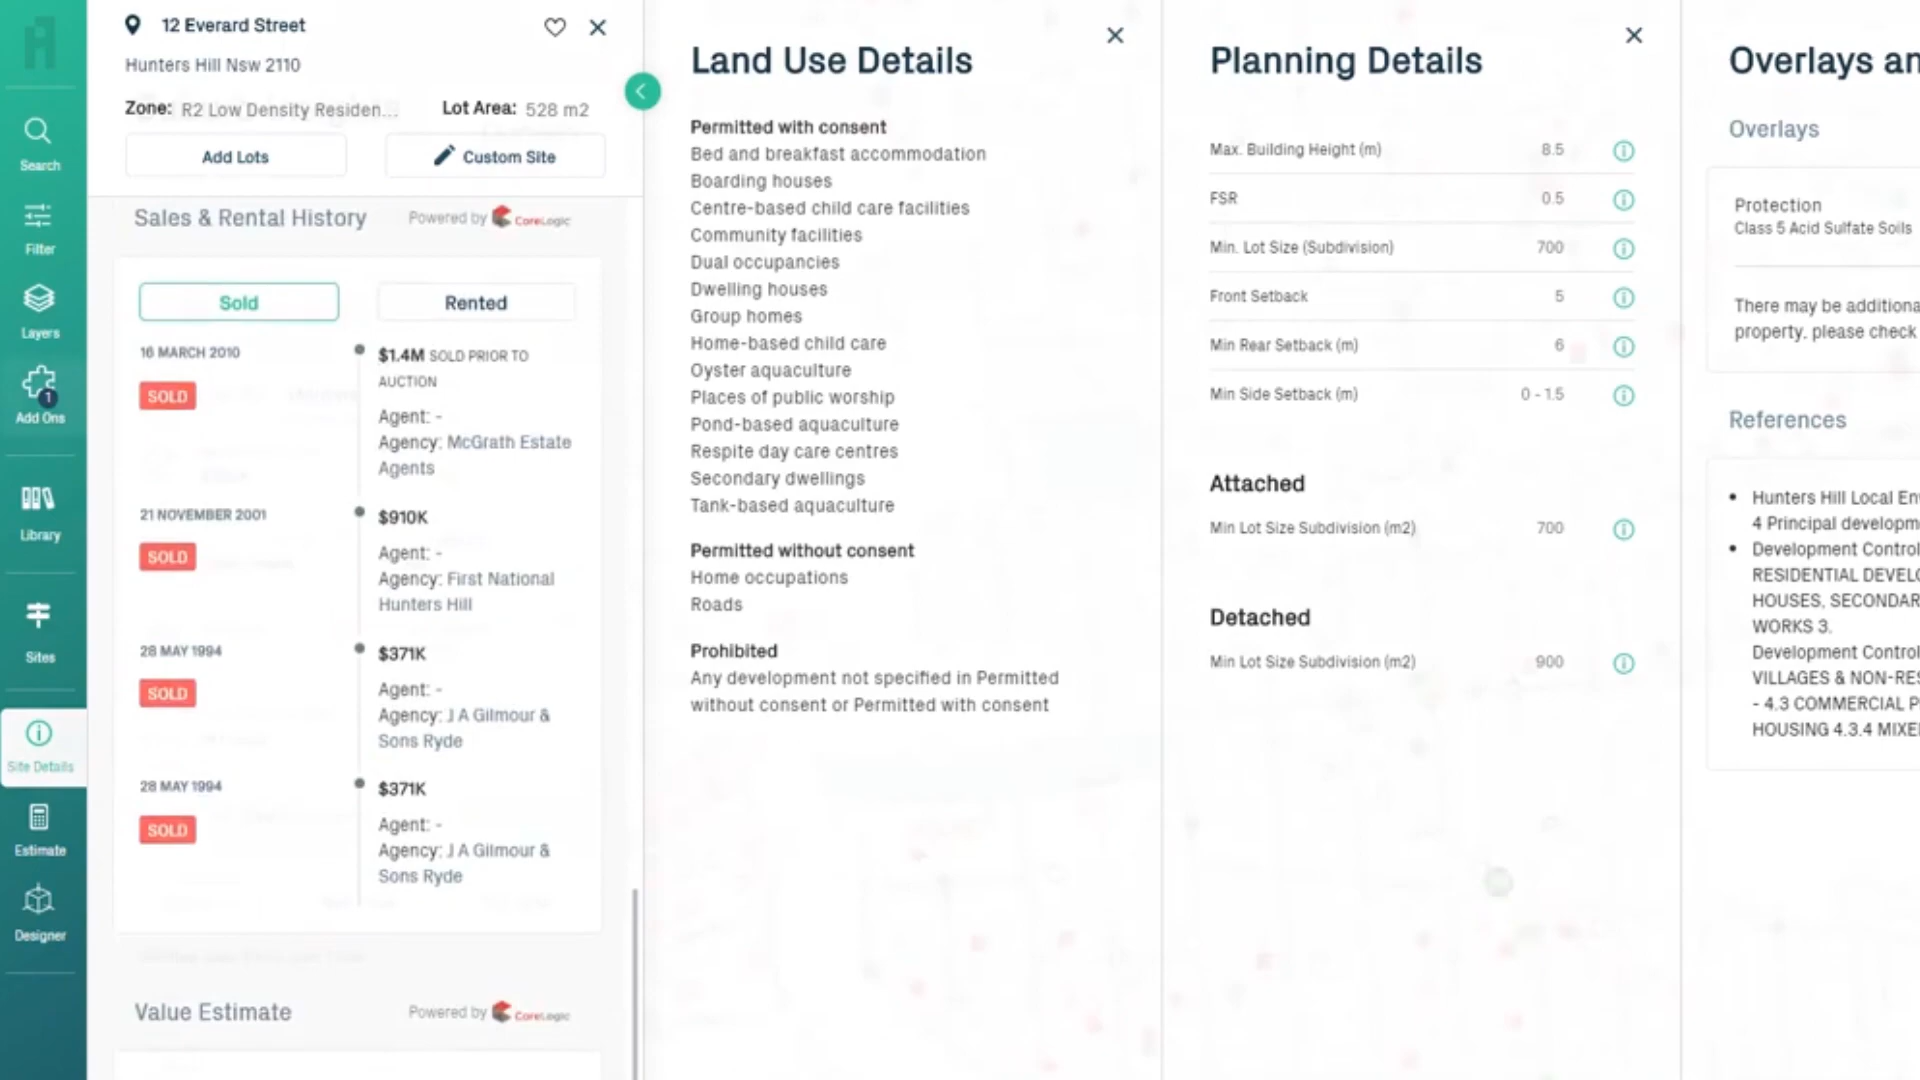 12 Everard Street
Hunters Hill Nsw 2110
Zone: R2 Low Density Residen...
Lot Area: 528 m2
Add Lots
Custom Site
Search
Filter
Layers
1
Add Ons
Library
Sites
Site Details
Estimate
Designer
Sales & Rental History
Powered by CoreLogic
Sold
Rented
16 MARCH 2010
SOLD
$1.4M SOLD PRIOR TO
AUCTION
Agent: -
Agency: McGrath Estate
Agents
21 NOVEMBER 2001
SOLD
$910K
Agent: -
Agency: First National
Hunters Hill
28 MAY 1994
SOLD
$371K
Agent: -
Agency: J A Gilmour &
Sons Ryde
28 MAY 1994
SOLD
$371K
Agent: -
Agency: J A Gilmour &
Sons Ryde
Value Estimate
Powered by CoreLogic
Land Use Details
Permitted with consent
Bed and breakfast accommodation
Boarding houses
Centre-based child care facilities
Community facilities
Dual occupancies
Dwelling houses
Group homes
Home-based child care
Oyster aquaculture
Places of public worship
Pond-based aquaculture
Respite day care centres
Secondary dwellings
Tank-based aquaculture
Permitted without consent
Home occupations
Roads
Prohibited
Any development not specified in Permitted
without consent or Permitted with consent
Planning Details
Max. Building Height (m) 8.5
FSR 0.5
Min. Lot Size (Subdivision) 700
Front Setback 5
Min Rear Setback (m) 6
Min Side Setback (m) 0 - 1.5
Attached
Min Lot Size Subdivision (m2) 700
Detached
Min Lot Size Subdivision (m2) 900
Overlays an
Overlays
Protection
Class 5 Acid Sulfate Soils
There may be additiona
property, please check
References
• Hunters Hill Local En
4 Principal developm
• Development Control
RESIDENTIAL DEVELO
HOUSES, SECONDAR
WORKS 3.
Development Control
VILLAGES & NON-RES
- 4.3 COMMERCIAL P
HOUSING 4.3.4 MIXE